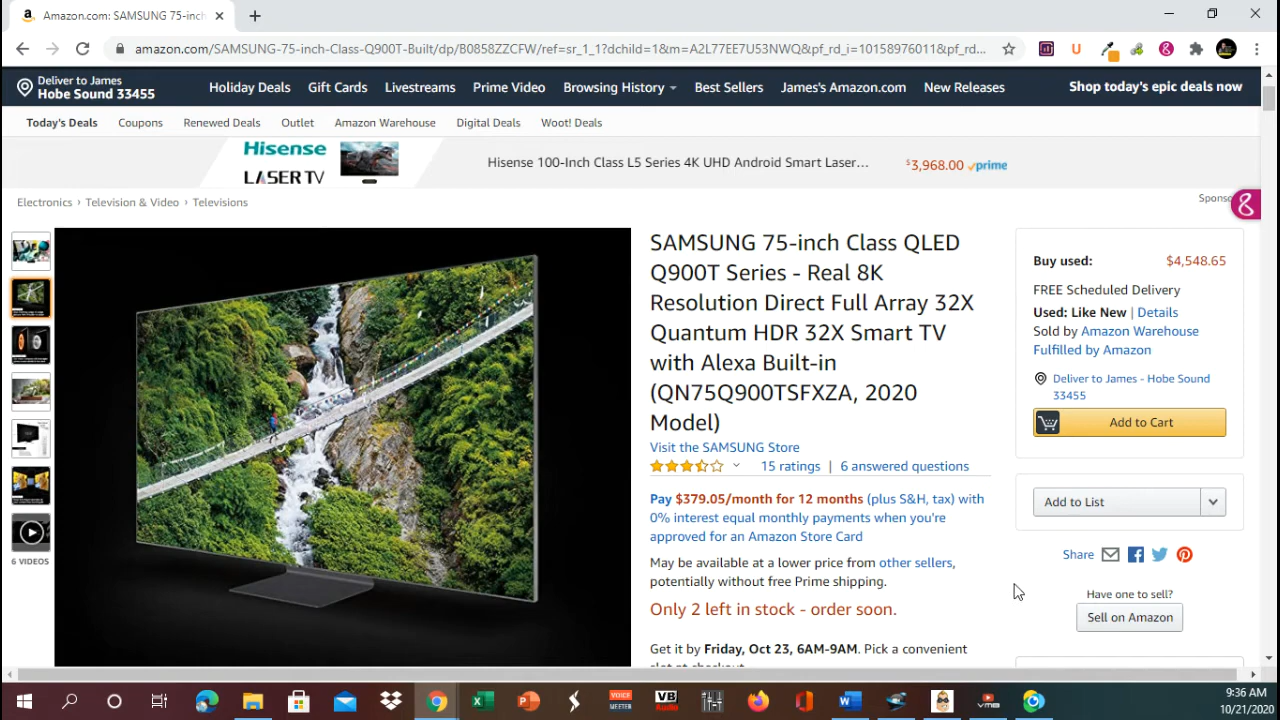 Amazon.com: SAMSUNG 75-inch
amazon.com/SAMSUNG-75-inch-Class-Q900T-Built/dp/B0858ZZCFW/ref=sr_1_1?dchild=1&m=A2L77EE7U53NWQ&pf_rd_i=10158976011&pf_rd...
Deliver to James
Hobe Sound 33455
Holiday Deals Gift Cards Livestreams Prime Video Browsing History Best Sellers James's Amazon.com New Releases
Shop today's epic deals now
Today's Deals Coupons Renewed Deals Outlet Amazon Warehouse Digital Deals Woot! Deals
Hisense
LASER TV
Hisense 100-Inch Class L5 Series 4K UHD Android Smart Laser...
$3,968.00 prime
Electronics › Television & Video › Televisions
Sponso
6 VIDEOS
SAMSUNG 75-inch Class QLED
Q900T Series - Real 8K
Resolution Direct Full Array 32X
Quantum HDR 32X Smart TV
with Alexa Built-in
(QN75Q900TSFXZA, 2020
Model)
Visit the SAMSUNG Store
15 ratings | 6 answered questions
Pay $379.05/month for 12 months (plus S&H, tax) with
0% interest equal monthly payments when you're
approved for an Amazon Store Card
May be available at a lower price from other sellers,
potentially without free Prime shipping.
Only 2 left in stock - order soon.
Get it by Friday, Oct 23, 6AM-9AM. Pick a convenient
slot at checkout.
Buy used: $4,548.65
FREE Scheduled Delivery
Used: Like New | Details
Sold by Amazon Warehouse
Fulfilled by Amazon
Deliver to James - Hobe Sound
33455
Add to Cart
Add to List
Share
Have one to sell?
Sell on Amazon
VOICE
MEETER
VB
Audio
VMB
9:36 AM
10/21/2020